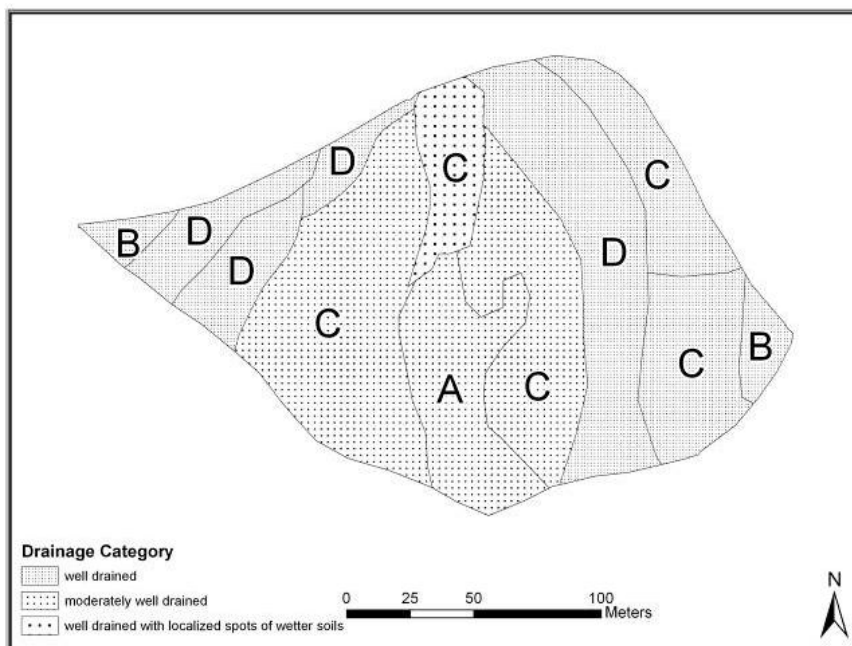 C
D
C
B
D
D
D
C
C
B
A
C
Drainage Category
well drained
moderately well drained
well drained with localized spots of wetter soils
0 25 50 100
Meters
N